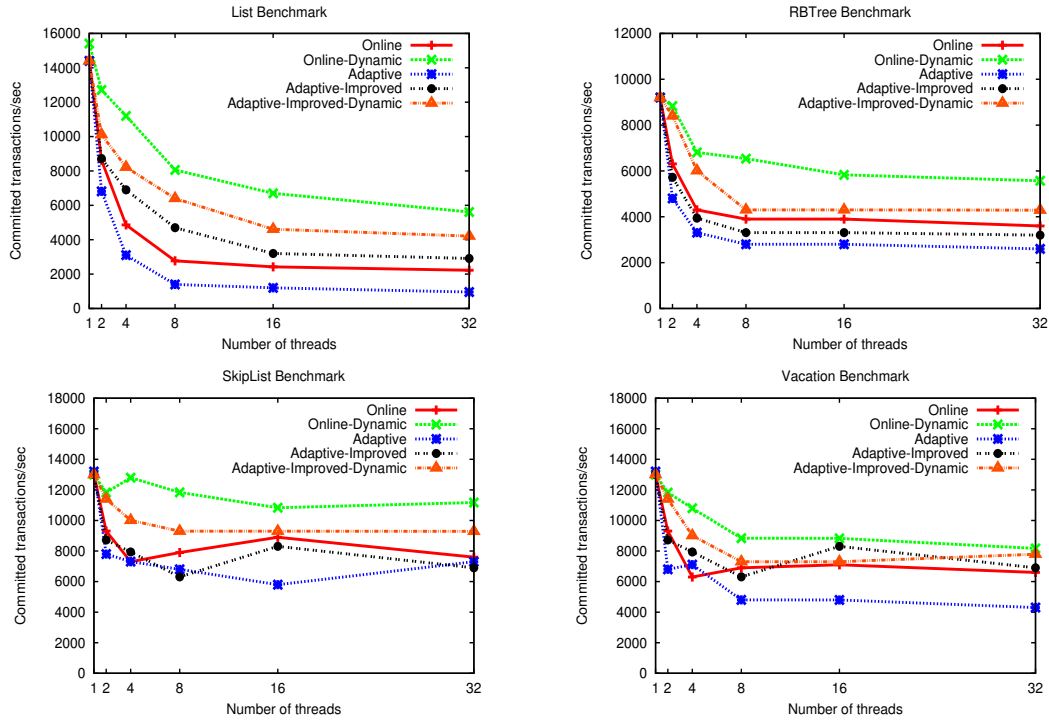 List Benchmark
Committed transactions/sec
16000
14000
12000
10000
8000
6000
4000
2000
0
Online
Online-Dynamic
Adaptive
Adaptive-Improved
Adaptive-Improved-Dynamic
1 2 4 8 16 32
Number of threads
RBTree Benchmark
Committed transactions/sec
12000
10000
8000
6000
4000
2000
0
Online
Online-Dynamic
Adaptive
Adaptive-Improved
Adaptive-Improved-Dynamic
1 2 4 8 16 32
Number of threads
SkipList Benchmark
Committed transactions/sec
18000
16000
14000
12000
10000
8000
6000
4000
2000
0
Online
Online-Dynamic
Adaptive
Adaptive-Improved
Adaptive-Improved-Dynamic
1 2 4 8 16 32
Number of threads
Vacation Benchmark
Committed transactions/sec
18000
16000
14000
12000
10000
8000
6000
4000
2000
0
Online
Online-Dynamic
Adaptive
Adaptive-Improved
Adaptive-Improved-Dynamic
1 2 4 8 16 32
Number of threads